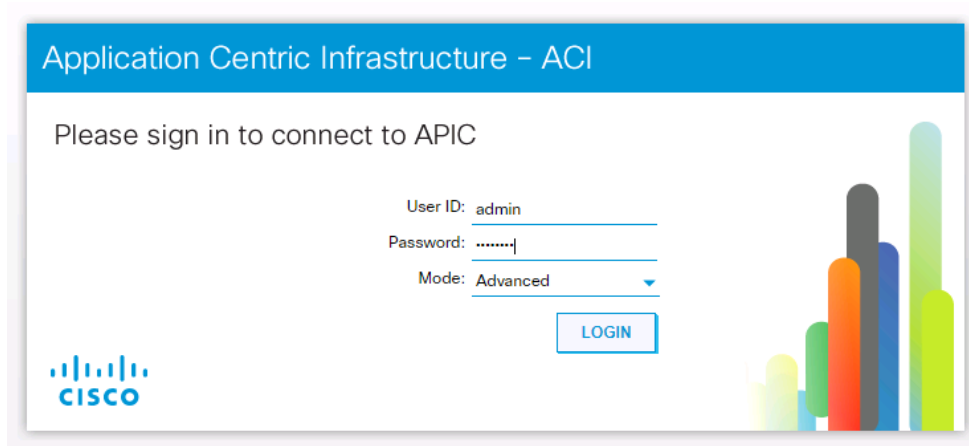 Application Centric Infrastructure – ACI
Please sign in to connect to APIC
User ID: admin
Password: ••••••••
Mode: Advanced
LOGIN
CISCO